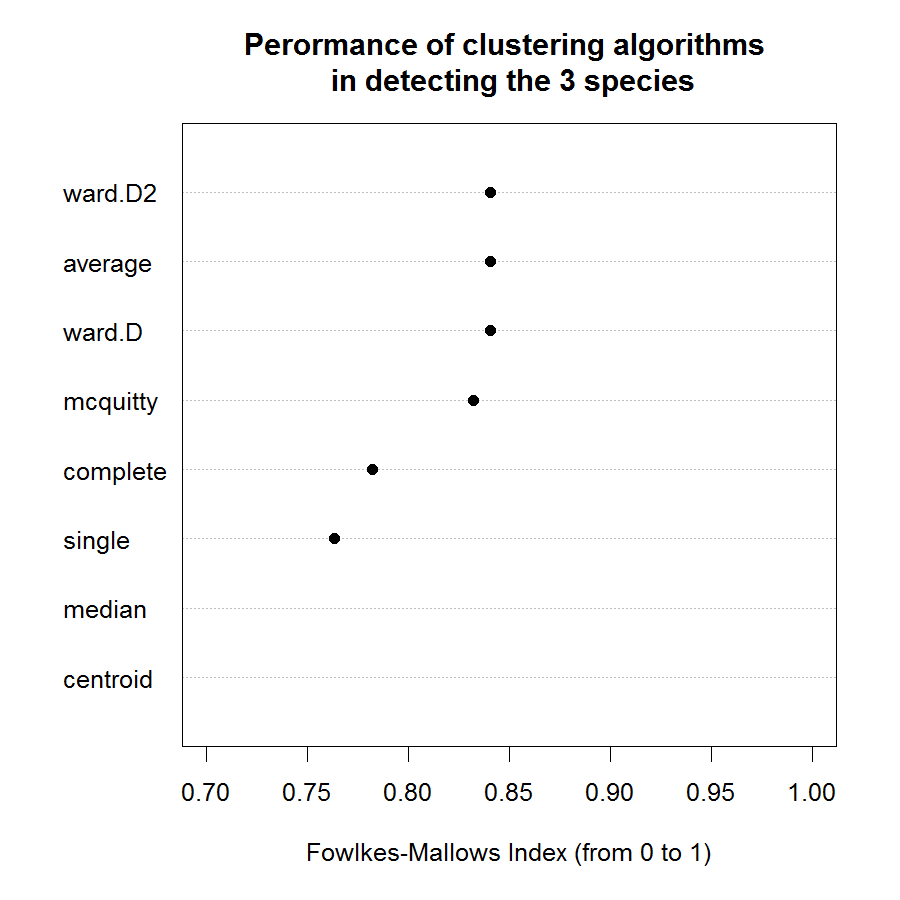 Perormance of clustering algorithms
in detecting the 3 species
ward.D2
average
ward.D
mcquitty
complete
single
median
centroid
0.70 0.75 0.80 0.85 0.90 0.95 1.00
Fowlkes-Mallows Index (from 0 to 1)